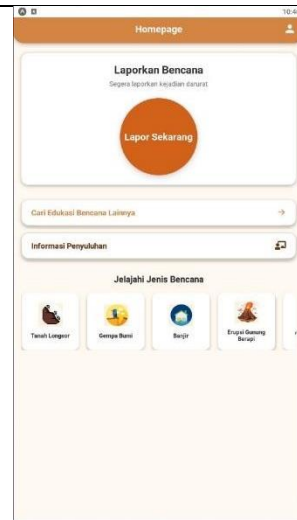 10:4
Homepage
Laporkan Bencana
Segera laporkan kejadian darurat
Lapor Sekarang
Cari Edukasi Bencana Lainnya
Informasi Penyuluhan
Jelajahi Jenis Bencana
Tanah Longsor
Gempa Bumi
Banjir
Erupsi Gunung
Berapi